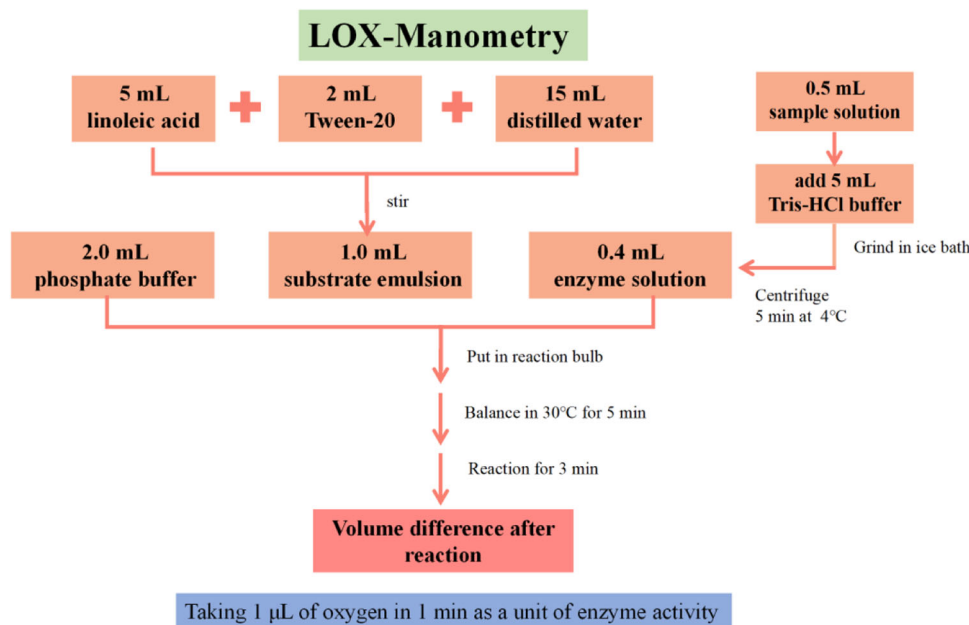 LOX-Manometry
5 mL
linoleic acid
2 mL
Tween-20
15 mL
distilled water
0.5 mL
sample solution
add 5 mL
Tris-HCl buffer
stir
Grind in ice bath
2.0 mL
phosphate buffer
1.0 mL
substrate emulsion
0.4 mL
enzyme solution
Centrifuge
5 min at 4℃
Put in reaction bulb
Balance in 30℃ for 5 min
Reaction for 3 min
Volume difference after
reaction
Taking 1 μL of oxygen in 1 min as a unit of enzyme activity